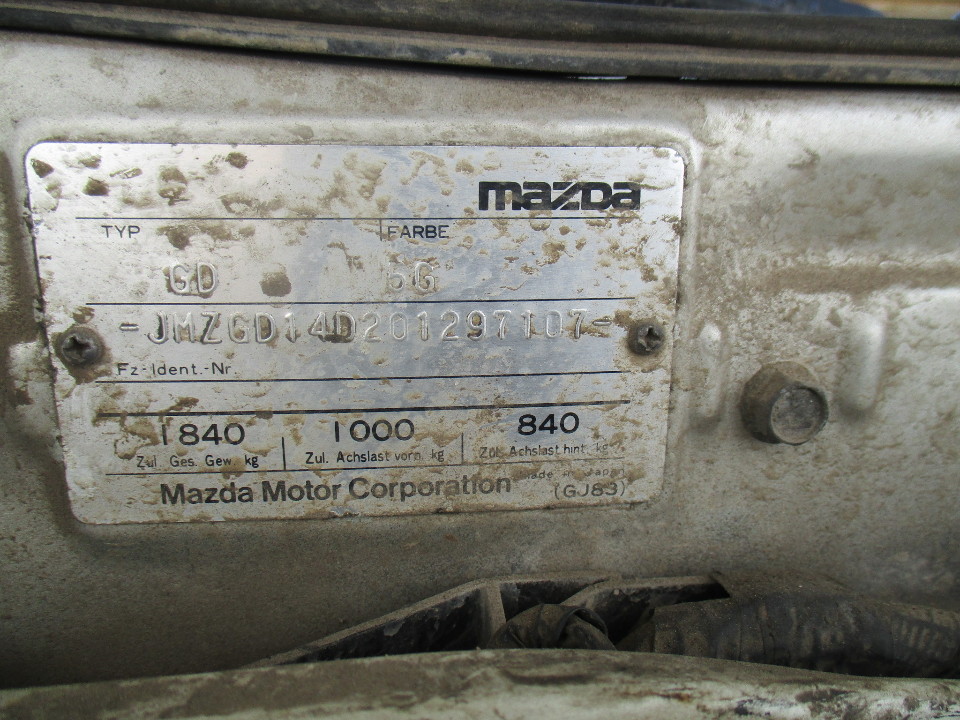 mazda
TYP FARBE
GD 5G
-JMZGD14D201297107-
Fz-Ident.-Nr.
1840 1000 840
Zul. Ges. Gew. kg Zul. Achslast vorn. kg Zul. Achslast hint. kg
Mazda Motor Corporation Made in Japan
(GJ83)